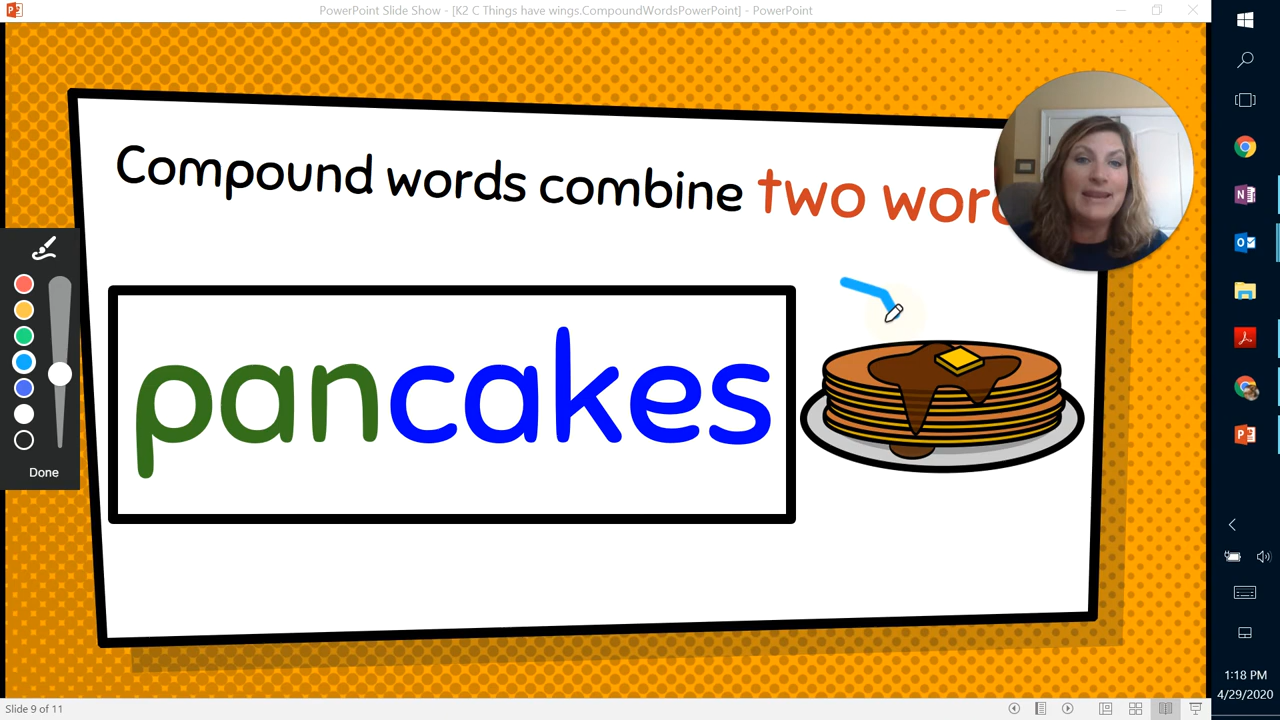 PowerPoint Slide Show - [K2 C Things have wings.CompoundWordsPowerPoint] - PowerPoint
Compound words combine two wor
pancakes
Done
Slide 9 of 11
1:18 PM
4/29/2020